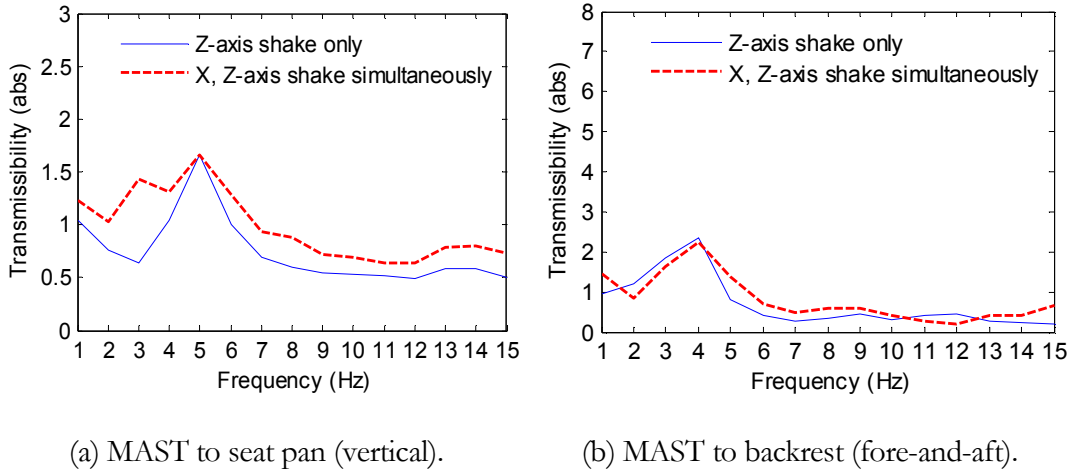 3
2.5
2
1.5
1
0.5
0
Transmissibility (abs)
Z-axis shake only
X, Z-axis shake simultaneously
1 2 3 4 5 6 7 8 9 10 11 12 13 14 15
Frequency (Hz)
(a) MAST to seat pan (vertical).
8
7
6
5
4
3
2
1
0
Transmissibility (abs)
Z-axis shake only
X, Z-axis shake simultaneously
1 2 3 4 5 6 7 8 9 10 11 12 13 14 15
Frequency (Hz)
(b) MAST to backrest (fore-and-aft).